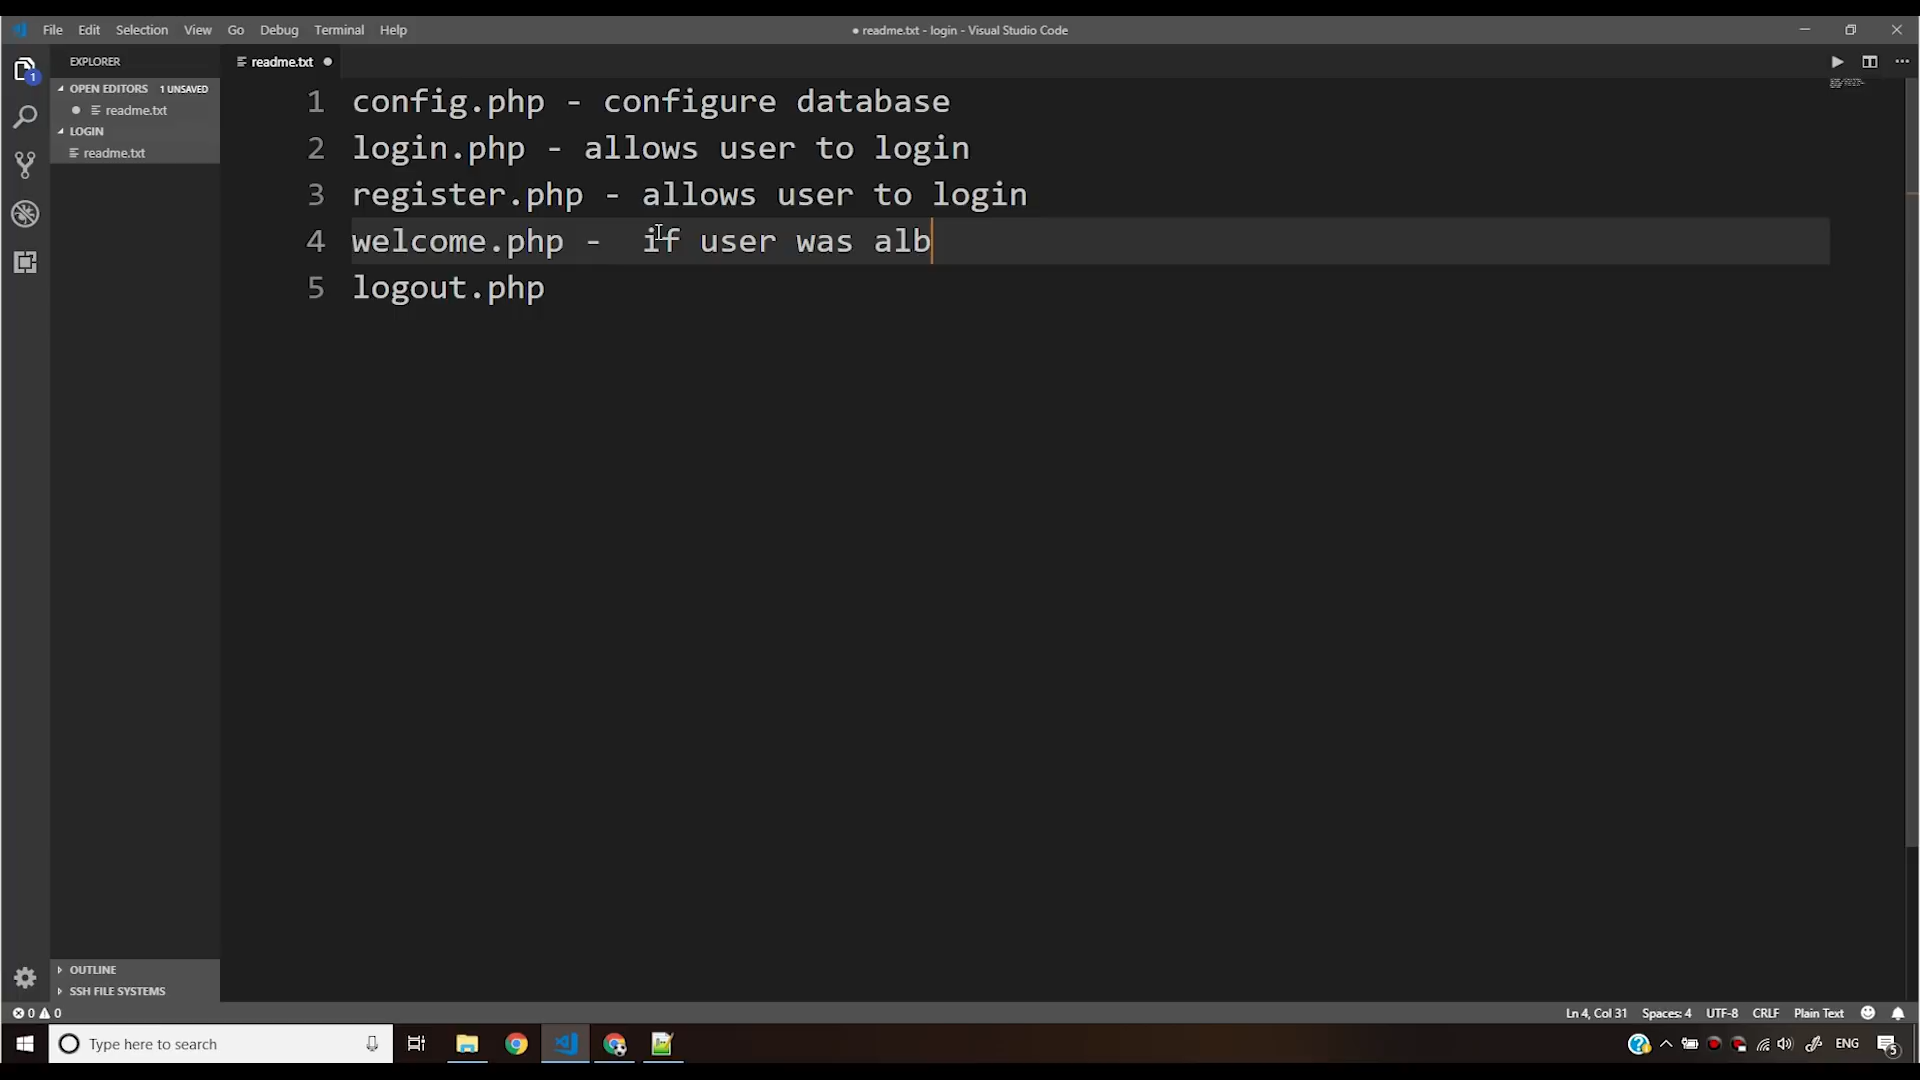 File Edit Selection View Go Debug Terminal Help
● readme.txt - login - Visual Studio Code
EXPLORER
readme.txt ●
OPEN EDITORS 1 UNSAVED
● readme.txt
LOGIN
readme.txt
1 config.php - configure database
2 login.php - allows user to login
3 register.php - allows user to login
4 welcome.php -  if user was alb
5 logout.php
1
OUTLINE
SSH FILE SYSTEMS
0 0
Ln 4, Col 31 Spaces: 4 UTF-8 CRLF Plain Text
Type here to search
ENG
5